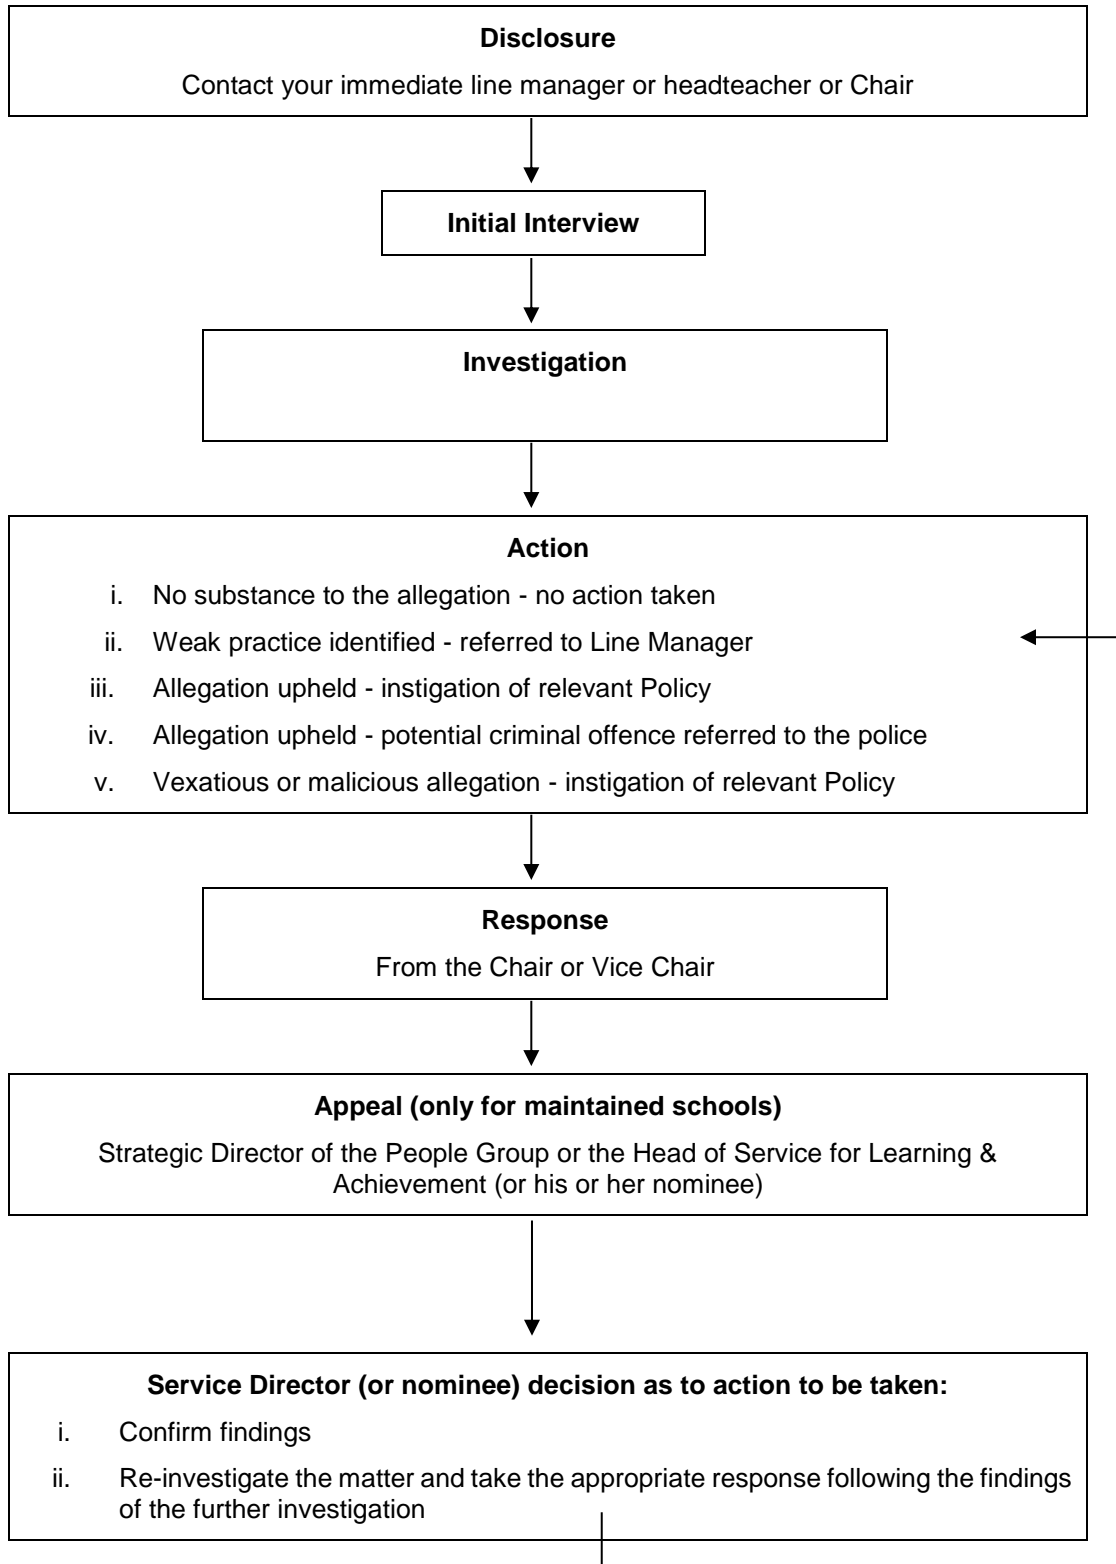 Disclosure
Contact your immediate line manager or headteacher or Chair
Initial Interview
Investigation
Action
i. No substance to the allegation - no action taken
ii. Weak practice identified - referred to Line Manager
iii. Allegation upheld - instigation of relevant Policy
iv. Allegation upheld - potential criminal offence referred to the police
v. Vexatious or malicious allegation - instigation of relevant Policy
Response
From the Chair or Vice Chair
Appeal (only for maintained schools)
Strategic Director of the People Group or the Head of Service for Learning &
Achievement (or his or her nominee)
Service Director (or nominee) decision as to action to be taken:
i. Confirm findings
ii. Re-investigate the matter and take the appropriate response following the findings
of the further investigation